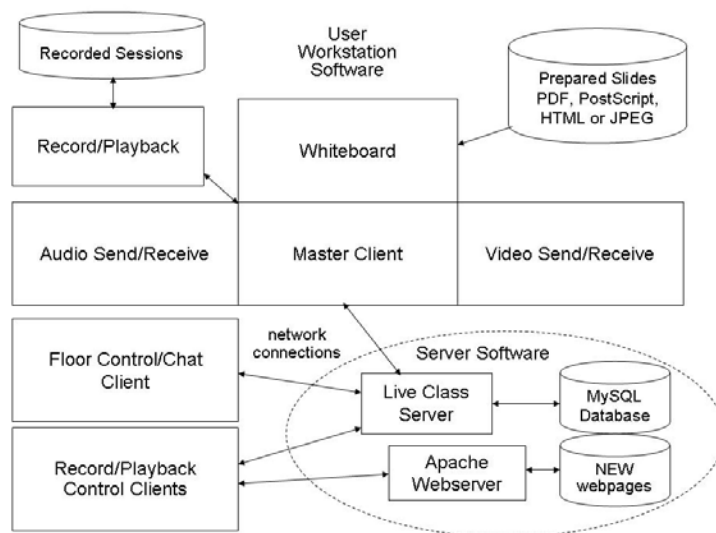 User
Workstation
Software
Recorded Sessions
Prepared Slides
PDF, PostScript,
HTML or JPEG
Record/Playback
Whiteboard
Audio Send/Receive
Master Client
Video Send/Receive
Floor Control/Chat
Client
network
connections
Server Software
Live Class
Server
MySQL
Database
Record/Playback
Control Clients
Apache
Webserver
NEW
webpages